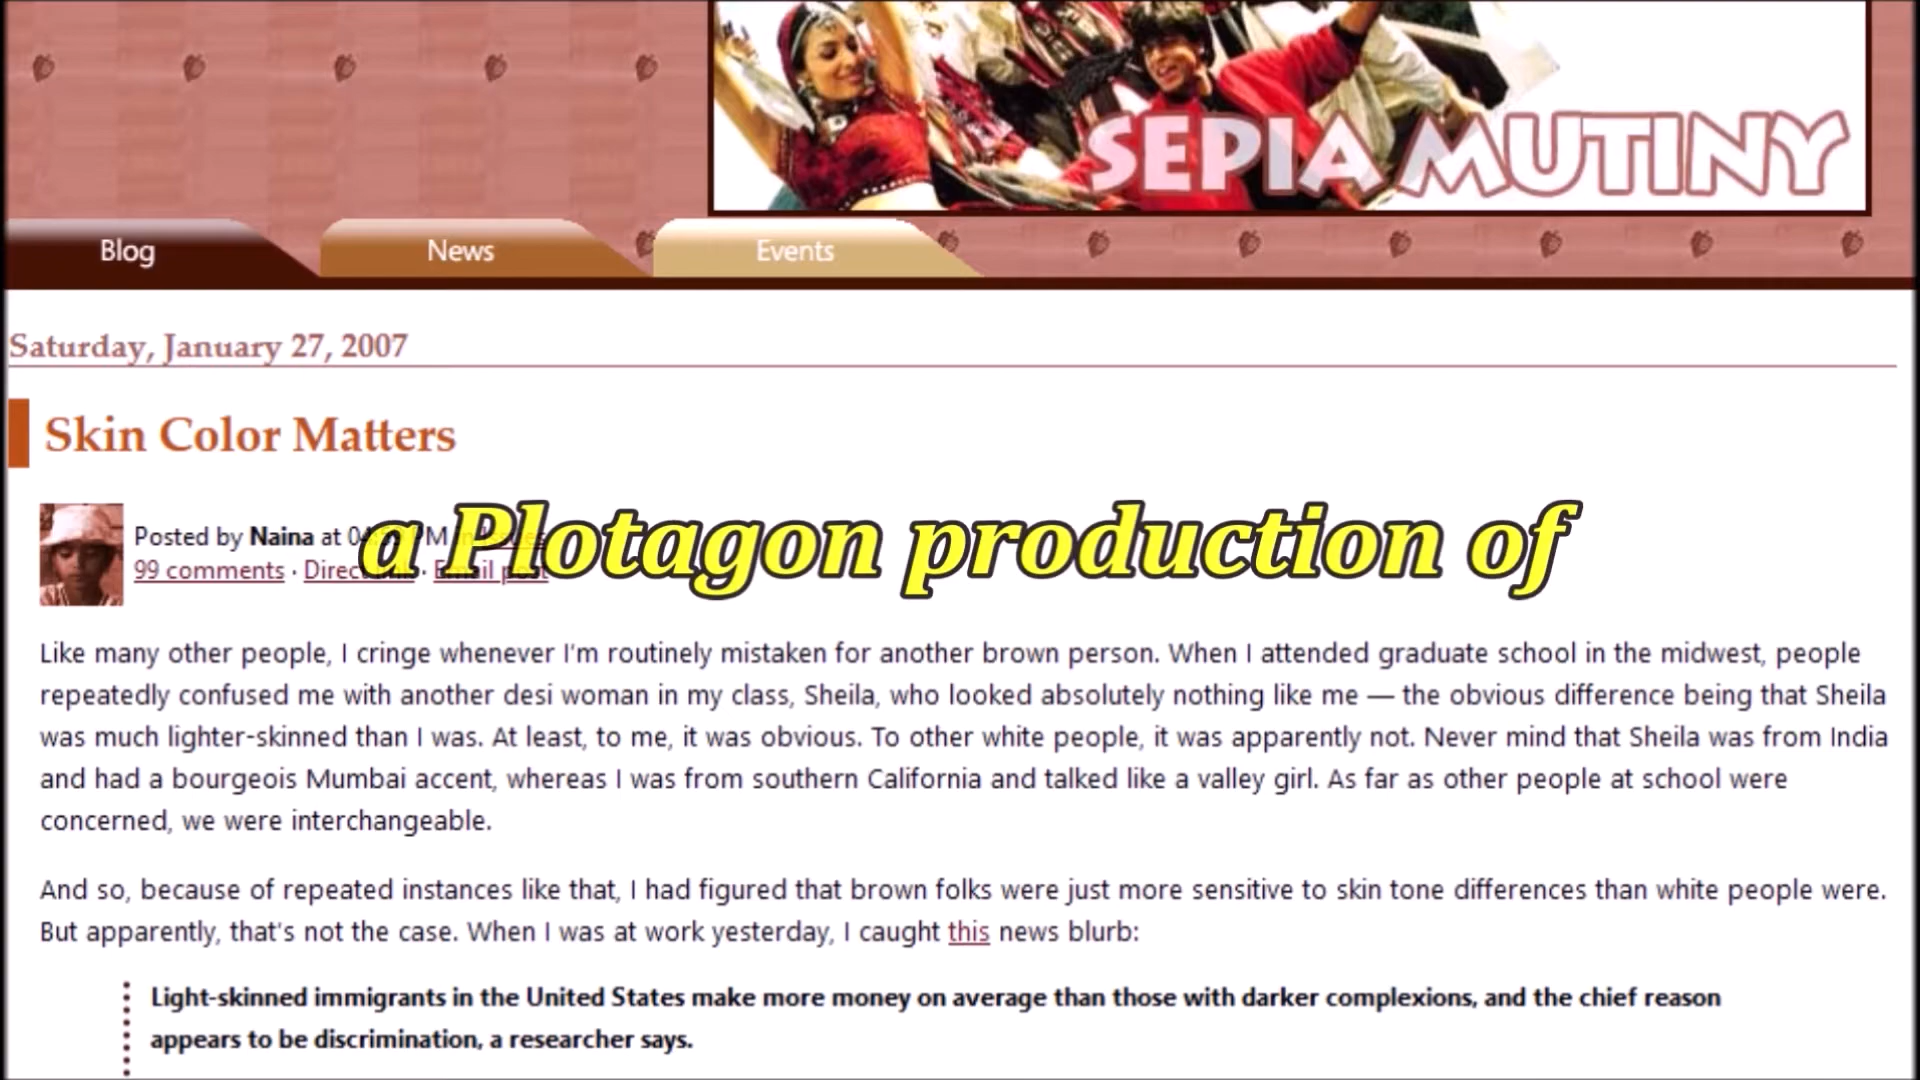 SEPIA MUTINY
Blog
News
Events
Saturday, January 27, 2007
Skin Color Matters
Posted by Naina at PM
99 comments · Direct · Email post
a Plotagon production of
Like many other people, I cringe whenever I'm routinely mistaken for another brown person. When I attended graduate school in the midwest, people
repeatedly confused me with another desi woman in my class, Sheila, who looked absolutely nothing like me — the obvious difference being that Sheila
was much lighter-skinned than I was. At least, to me, it was obvious. To other white people, it was apparently not. Never mind that Sheila was from India
and had a bourgeois Mumbai accent, whereas I was from southern California and talked like a valley girl. As far as other people at school were
concerned, we were interchangeable.
And so, because of repeated instances like that, I had figured that brown folks were just more sensitive to skin tone differences than white people were.
But apparently, that's not the case. When I was at work yesterday, I caught this news blurb:
Light-skinned immigrants in the United States make more money on average than those with darker complexions, and the chief reason
appears to be discrimination, a researcher says.